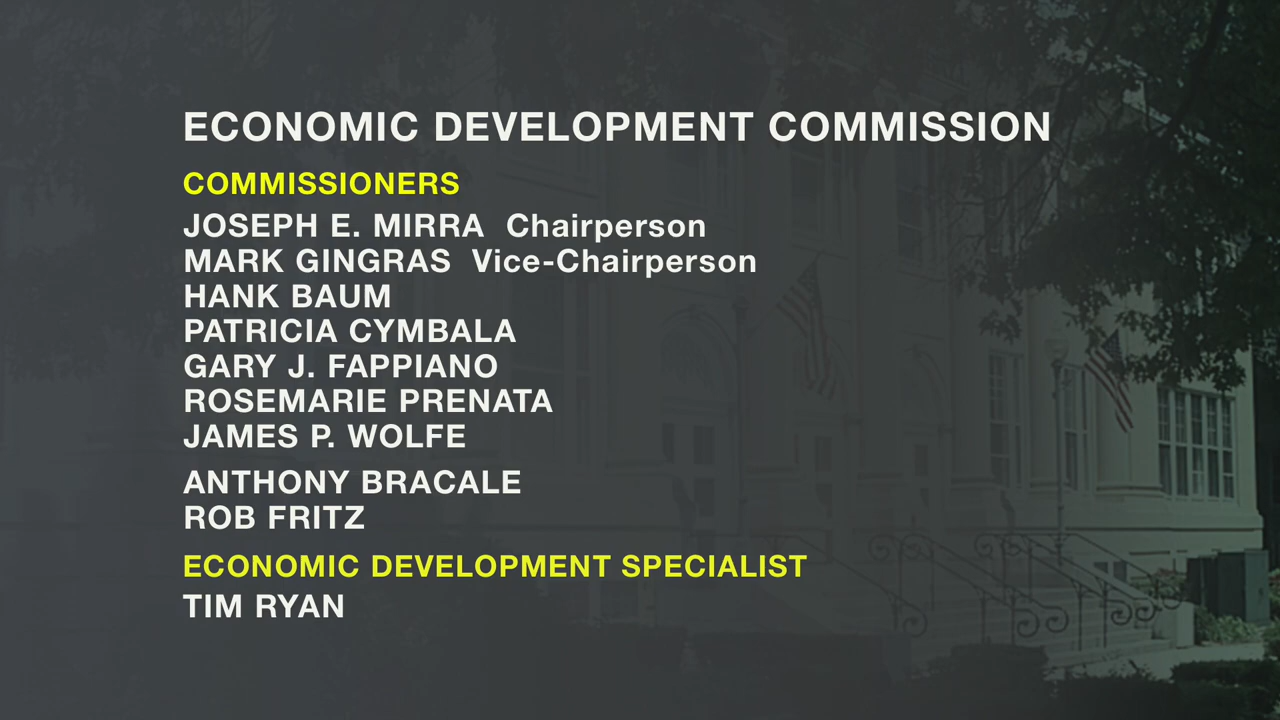 ECONOMIC DEVELOPMENT COMMISSION
COMMISSIONERS
JOSEPH E. MIRRA Chairperson
MARK GINGRAS Vice-Chairperson
HANK BAUM
PATRICIA CYMBALA
GARY J. FAPPIANO
ROSEMARIE PRENATA
JAMES P. WOLFE
ANTHONY BRACALE
ROB FRITZ
ECONOMIC DEVELOPMENT SPECIALIST
TIM RYAN